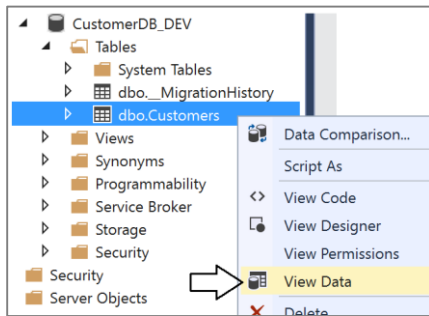 CustomerDB_DEV
Tables
System Tables
dbo.__MigrationHistory
dbo.Customers
Views
Synonyms
Programmability
Service Broker
Storage
Security
Security
Server Objects
Data Comparison...
Script As
View Code
View Designer
View Permissions
View Data
Delete